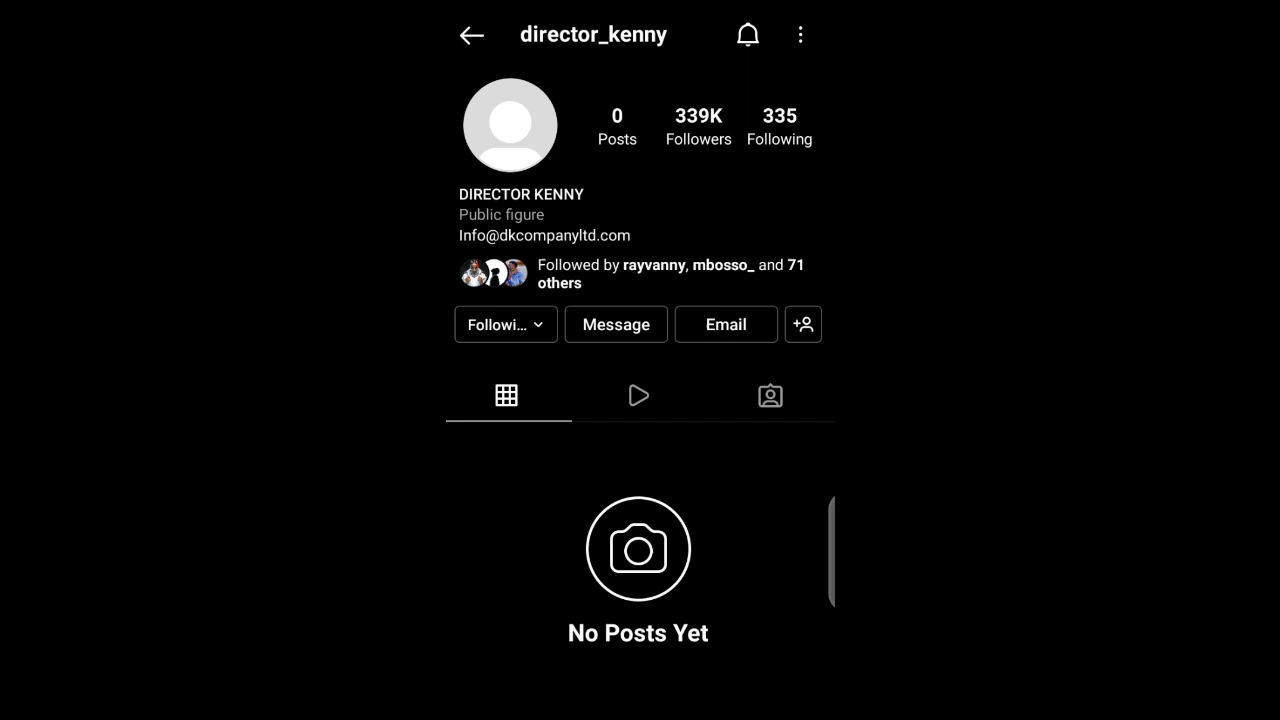 director_kenny
0 339K 335
Posts Followers Following
DIRECTOR KENNY
Public figure
Info@dkcompanyltd.com
Followed by rayvanny, mbosso_ and 71
others
Followi... Message Email
No Posts Yet